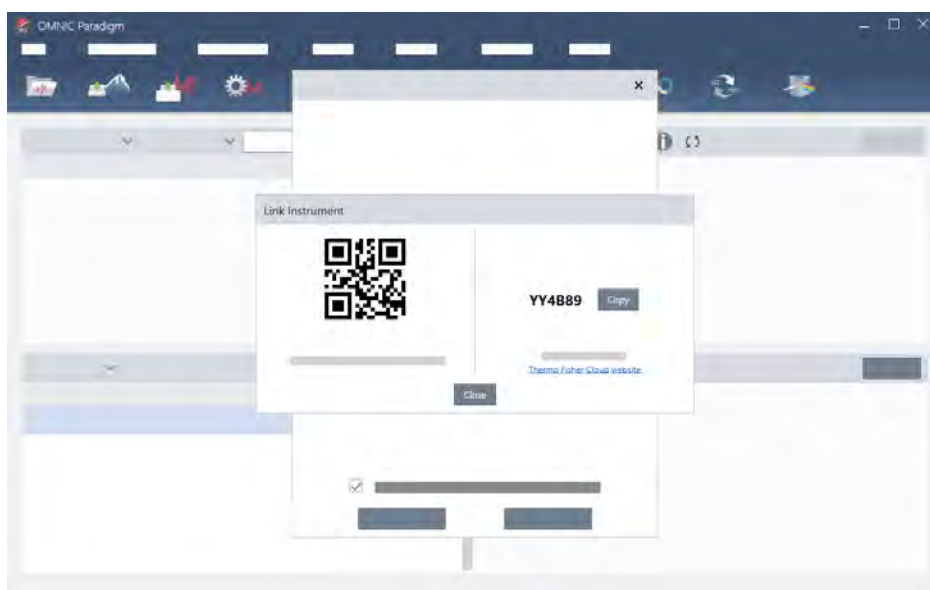 OMNIC Paradigm
Link Instrument
YY4B89
Copy
Thermo Fisher Cloud website
Close